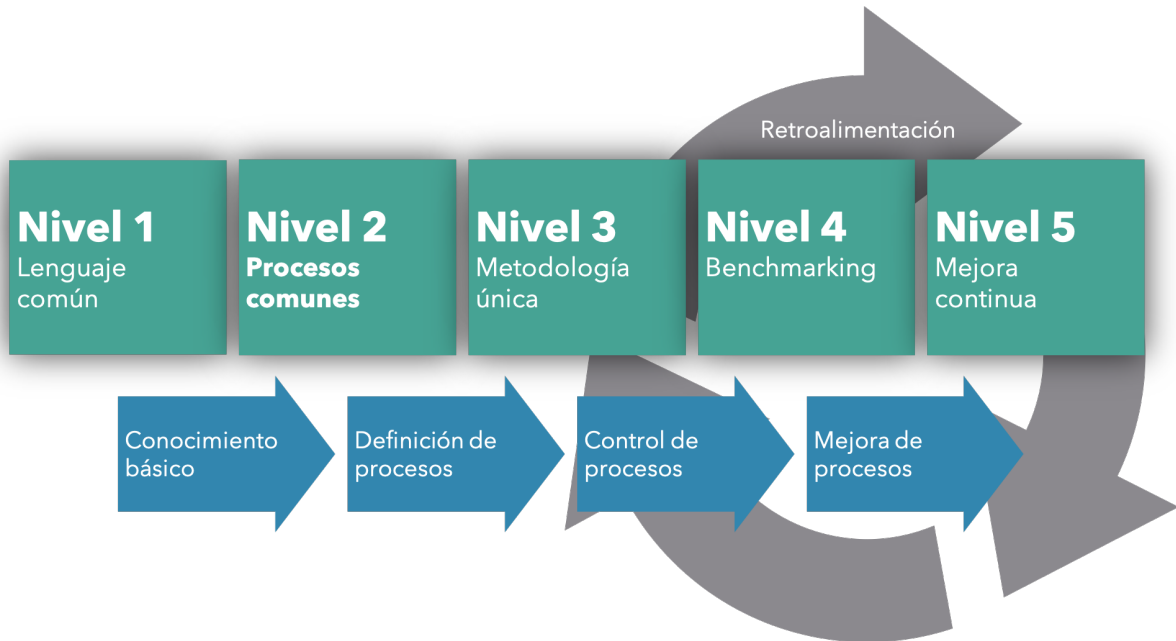 Retroalimentación
Nivel 1
Lenguaje
común
Nivel 2
Procesos
comunes
Nivel 3
Metodología
única
Nivel 4
Benchmarking
Nivel 5
Mejora
continua
Conocimiento
básico
Definición de
procesos
Control de
procesos
Mejora de
procesos